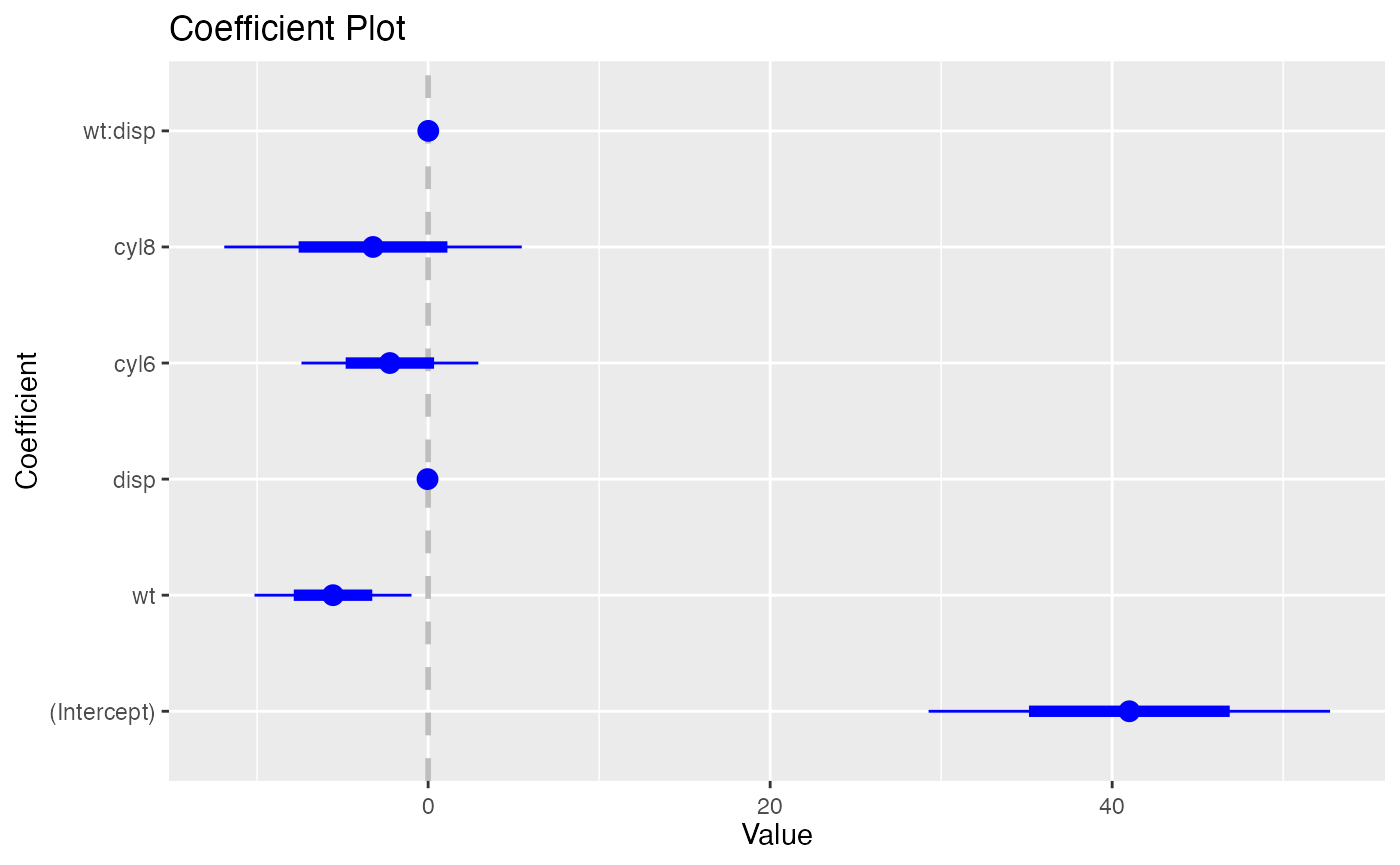 Coefficient Plot
wt:disp
cyl8
cyl6
disp
wt
(Intercept)
Coefficient
0 20 40
Value